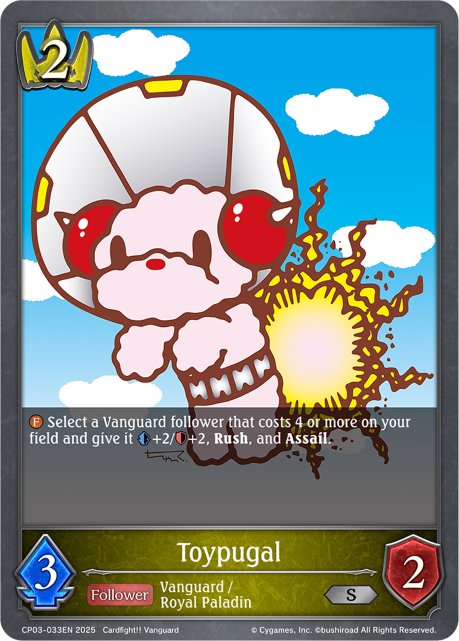 2
F Select a Vanguard follower that costs 4 or more on your
field and give it +2/+2, Rush, and Assail.
Toypugal
3
Follower
Vanguard /
Royal Paladin
S
2
CP03-033EN 2025 Cardfight!! Vanguard
© Cygames, Inc. ©bushiroad All Rights Reserved.